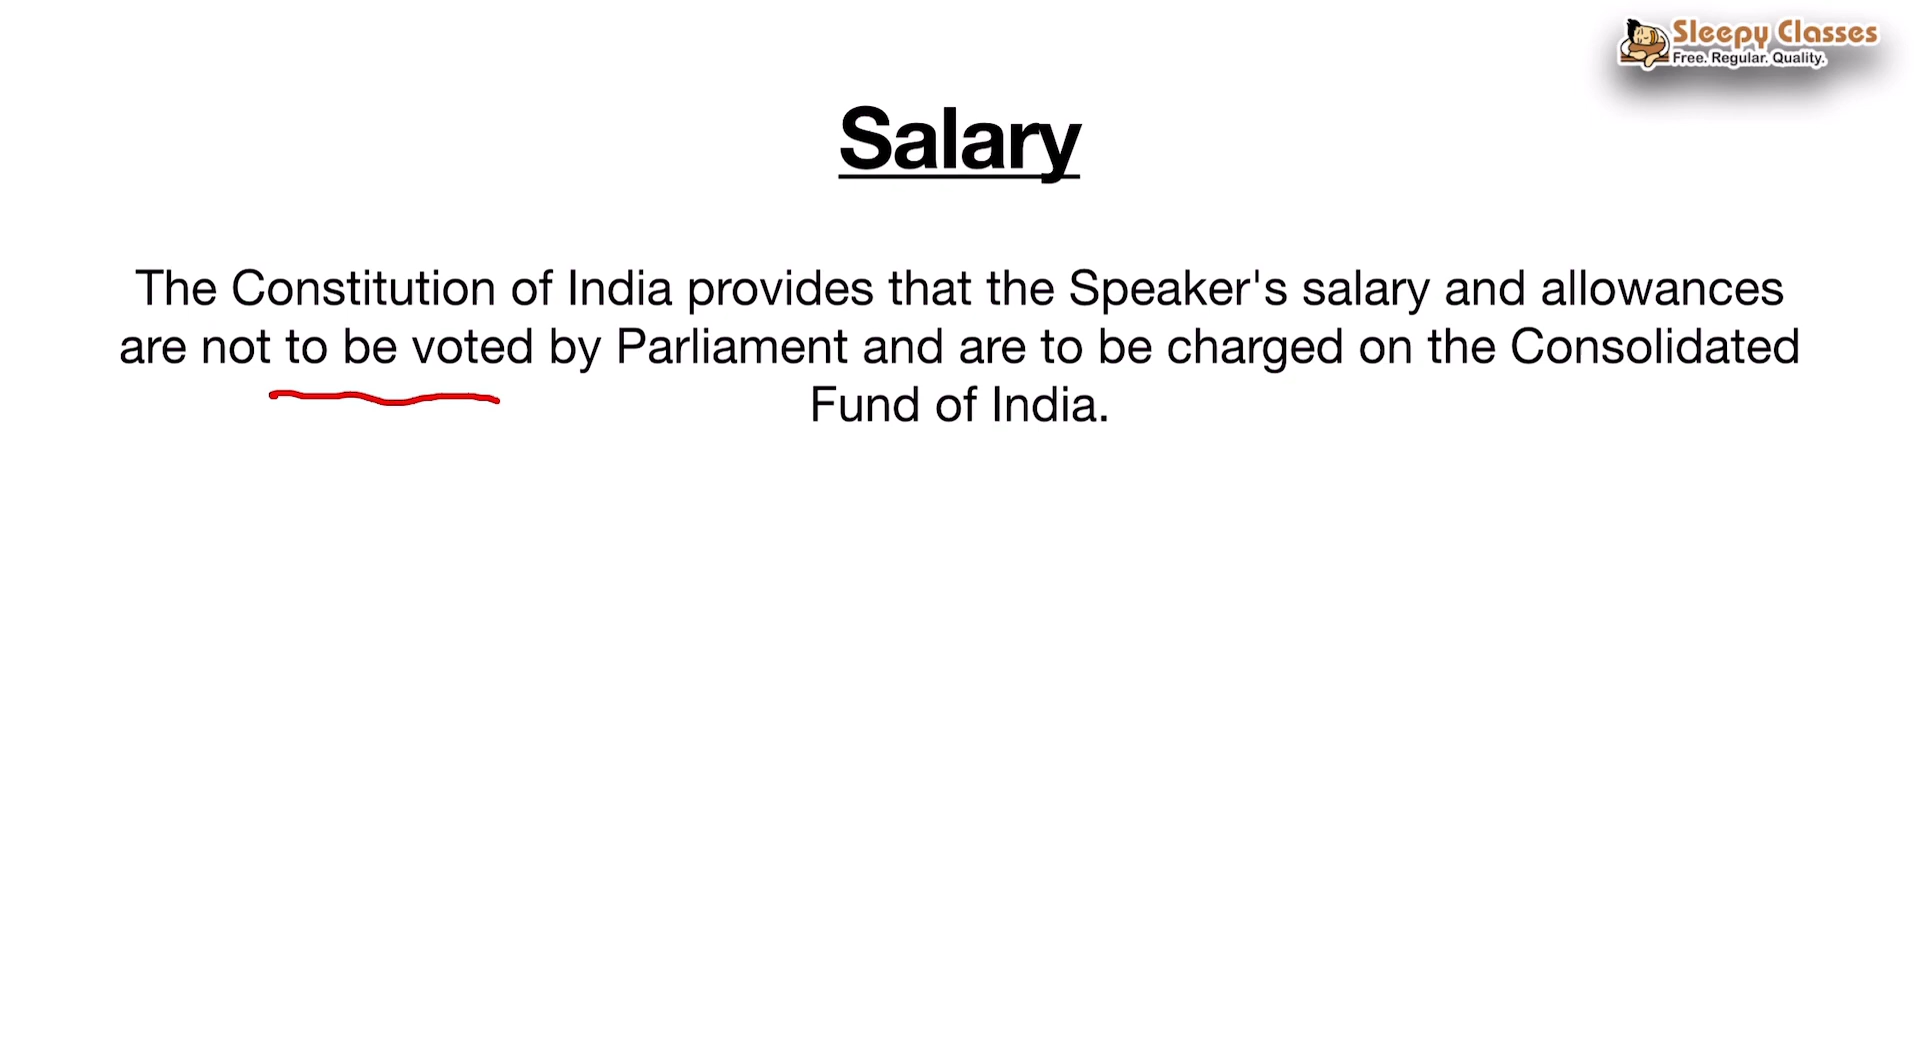 Sleepy Classes
Free. Regular. Quality.
Salary
The Constitution of India provides that the Speaker's salary and allowances
are not to be voted by Parliament and are to be charged on the Consolidated
Fund of India.